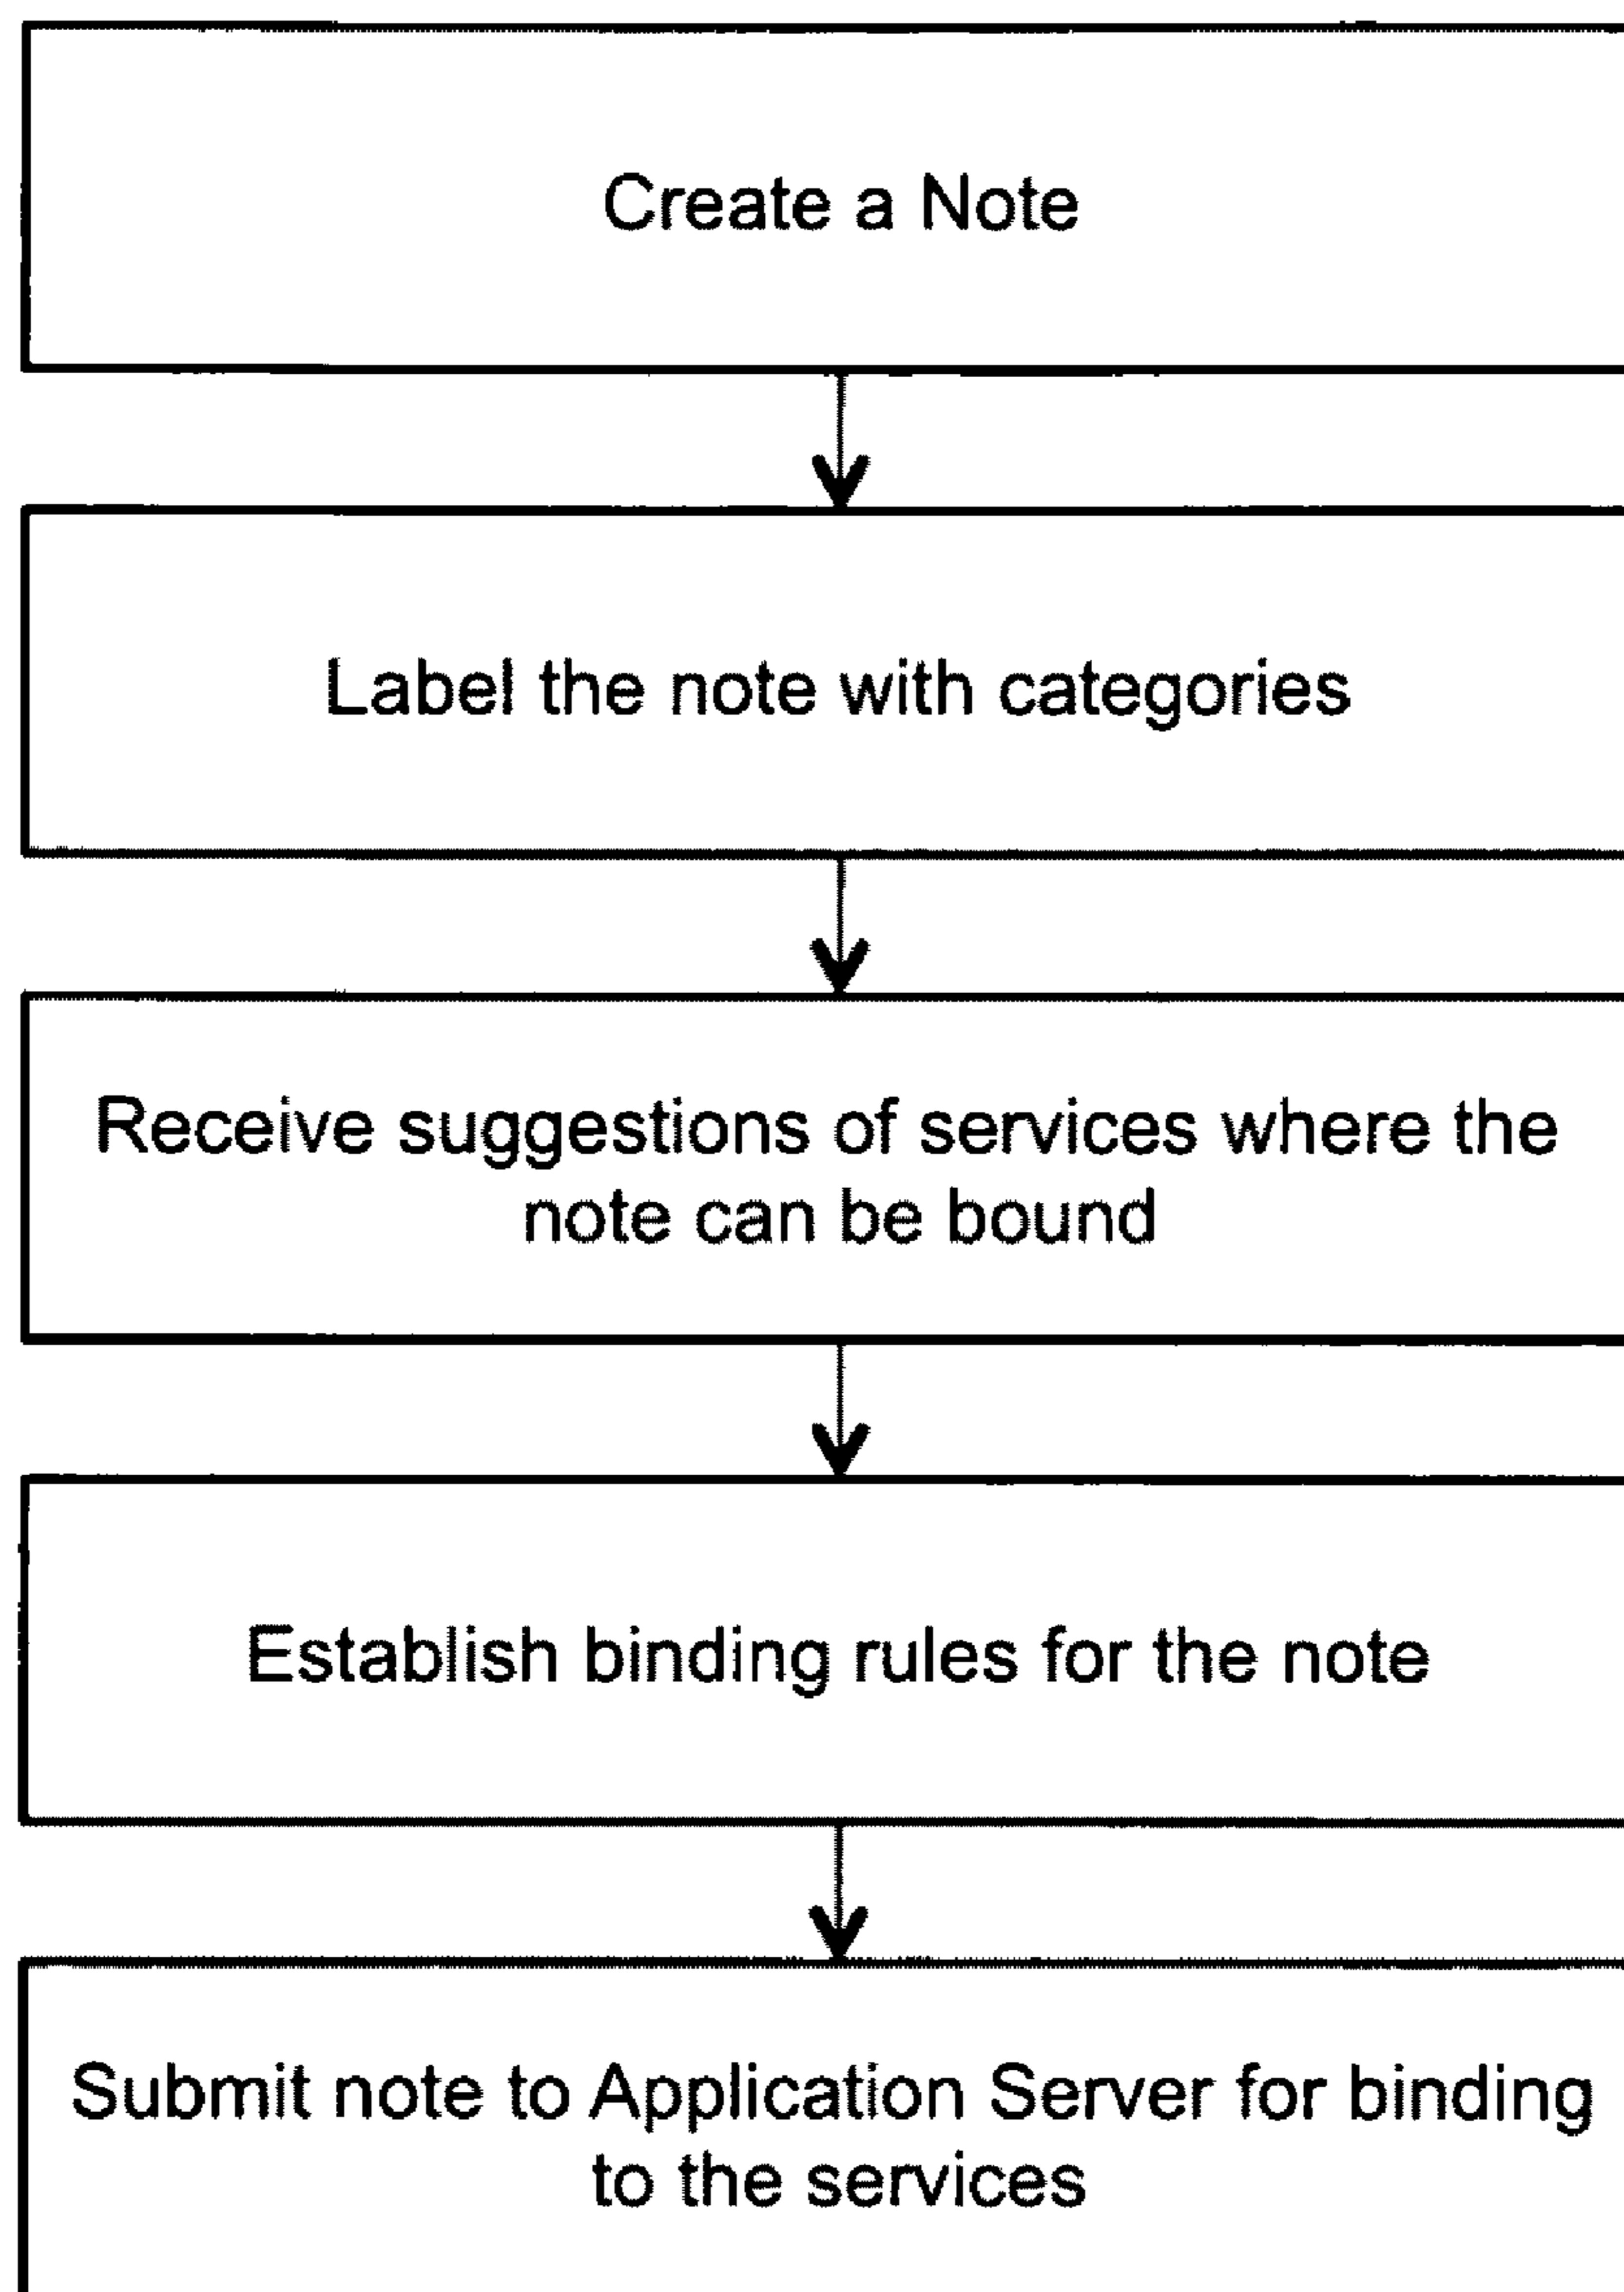 Create a Note
Label the note with categories
Receive suggestions of services where the
note can be bound
Establish binding rules for the note
Submit note to Application Server for binding
to the services